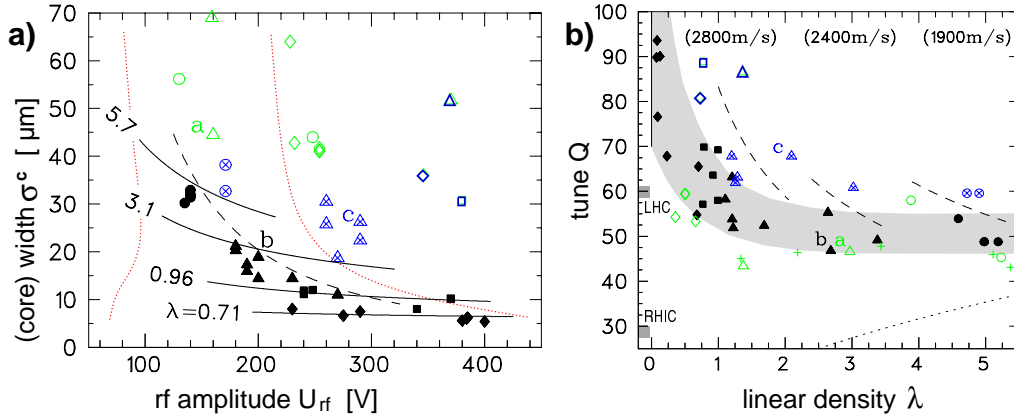 a)
(core) width σᶜ [ μm]
70
60
50
40
30
20
10
0
5.7
3.1
0.96
λ=0.71
a
b
c
100
200
300
400
rf amplitude Urf [V]
b)
tune Q
100
90
80
70
60
50
40
30
(2800m/s)
(2400m/s)
(1900m/s)
LHC
RHIC
c
b
a
0
1
2
3
4
5
linear density λ